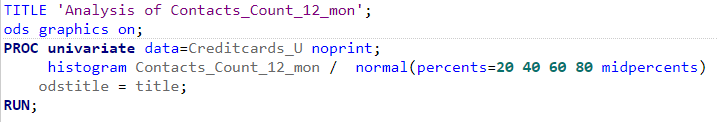 TITLE 'Analysis of Contacts_Count_12_mon';
ods graphics on;
PROC univariate data=Creditcards_U noprint;
histogram Contacts_Count_12_mon / normal(percents=20 40 60 80 midpercents)
odstitle = title;
RUN;